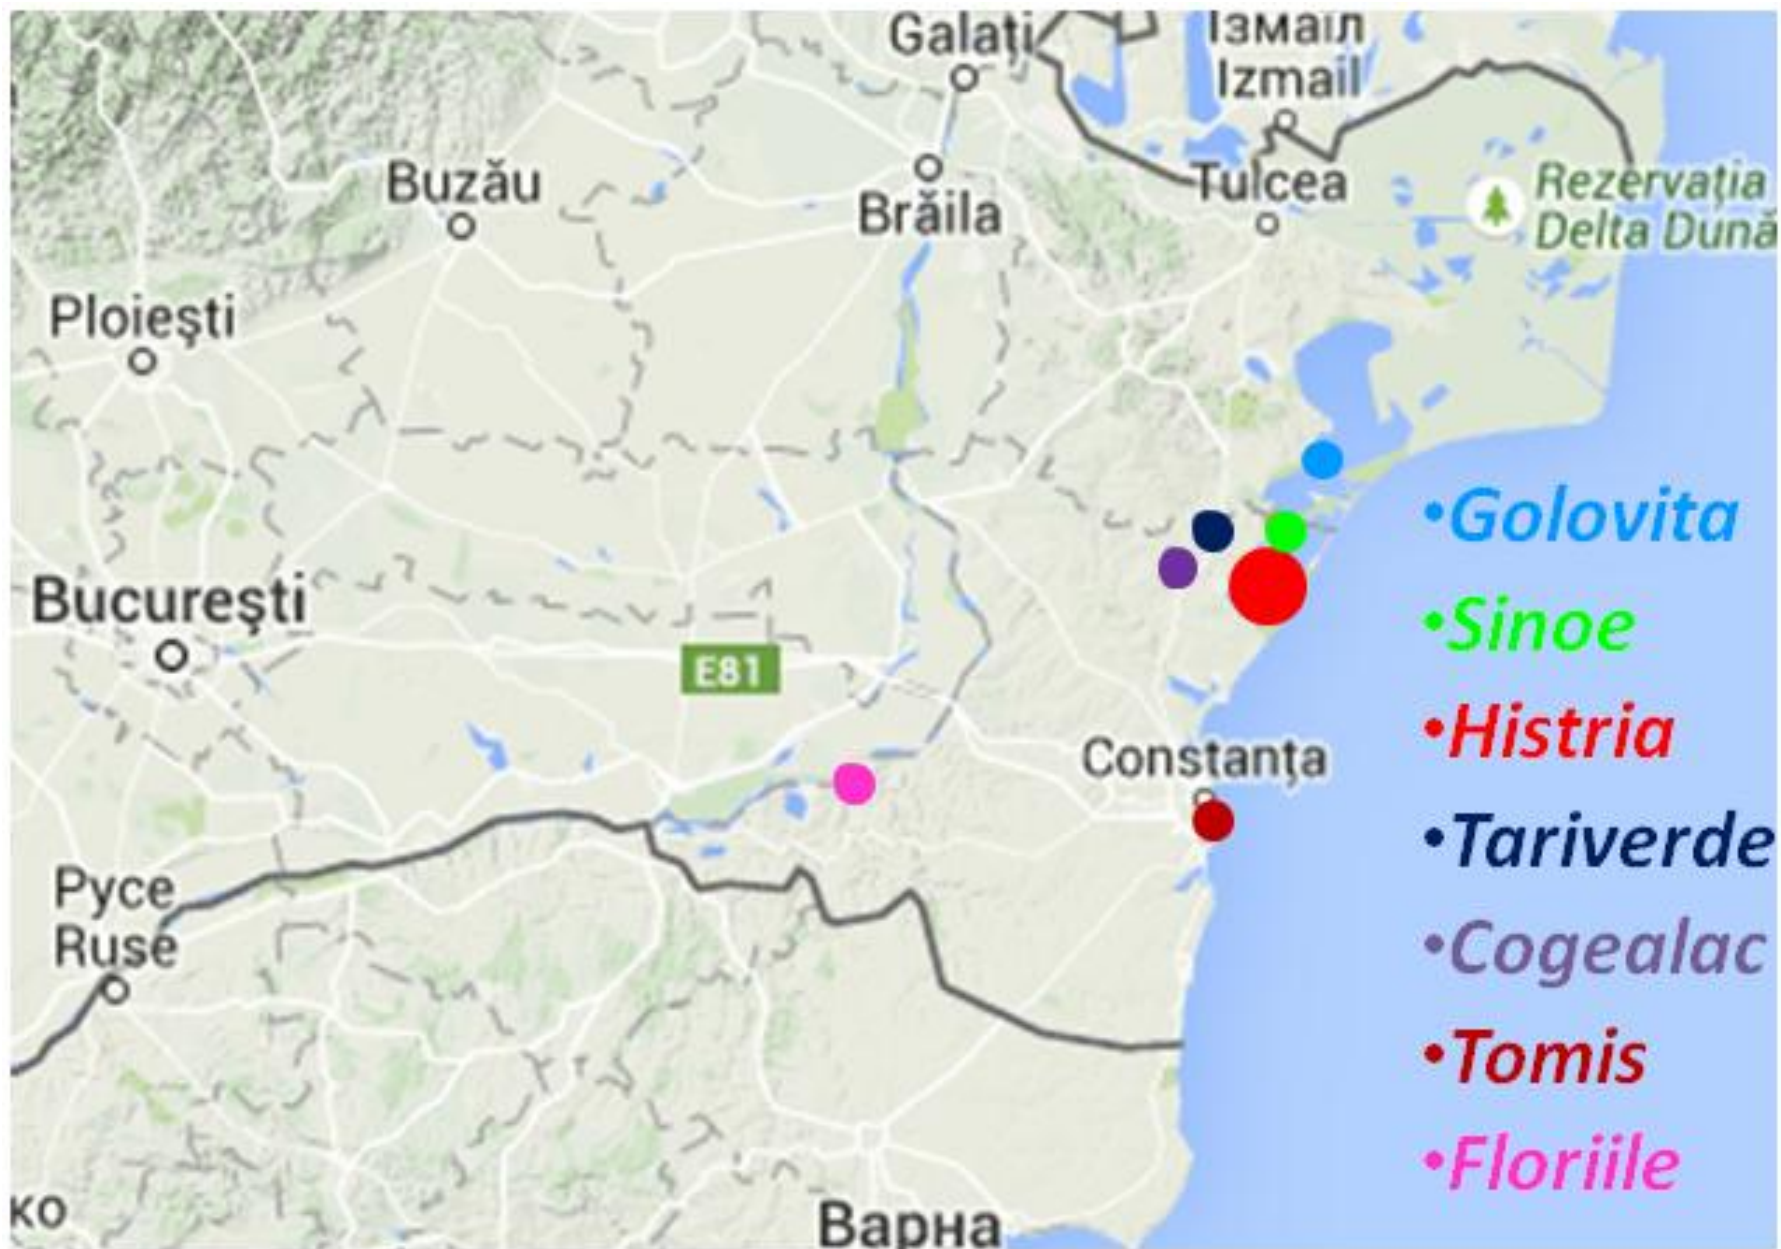 Galați
Ізмаїл
Izmail
Buzău
Brăila
Tulcea
Rezervația
Delta Dună
Ploiești
București
E81
Constanța
Русе
Ruse
ко
Варна
•Golovita
•Sinoe
•Histria
•Tariverde
•Cogealac
•Tomis
•Floriile